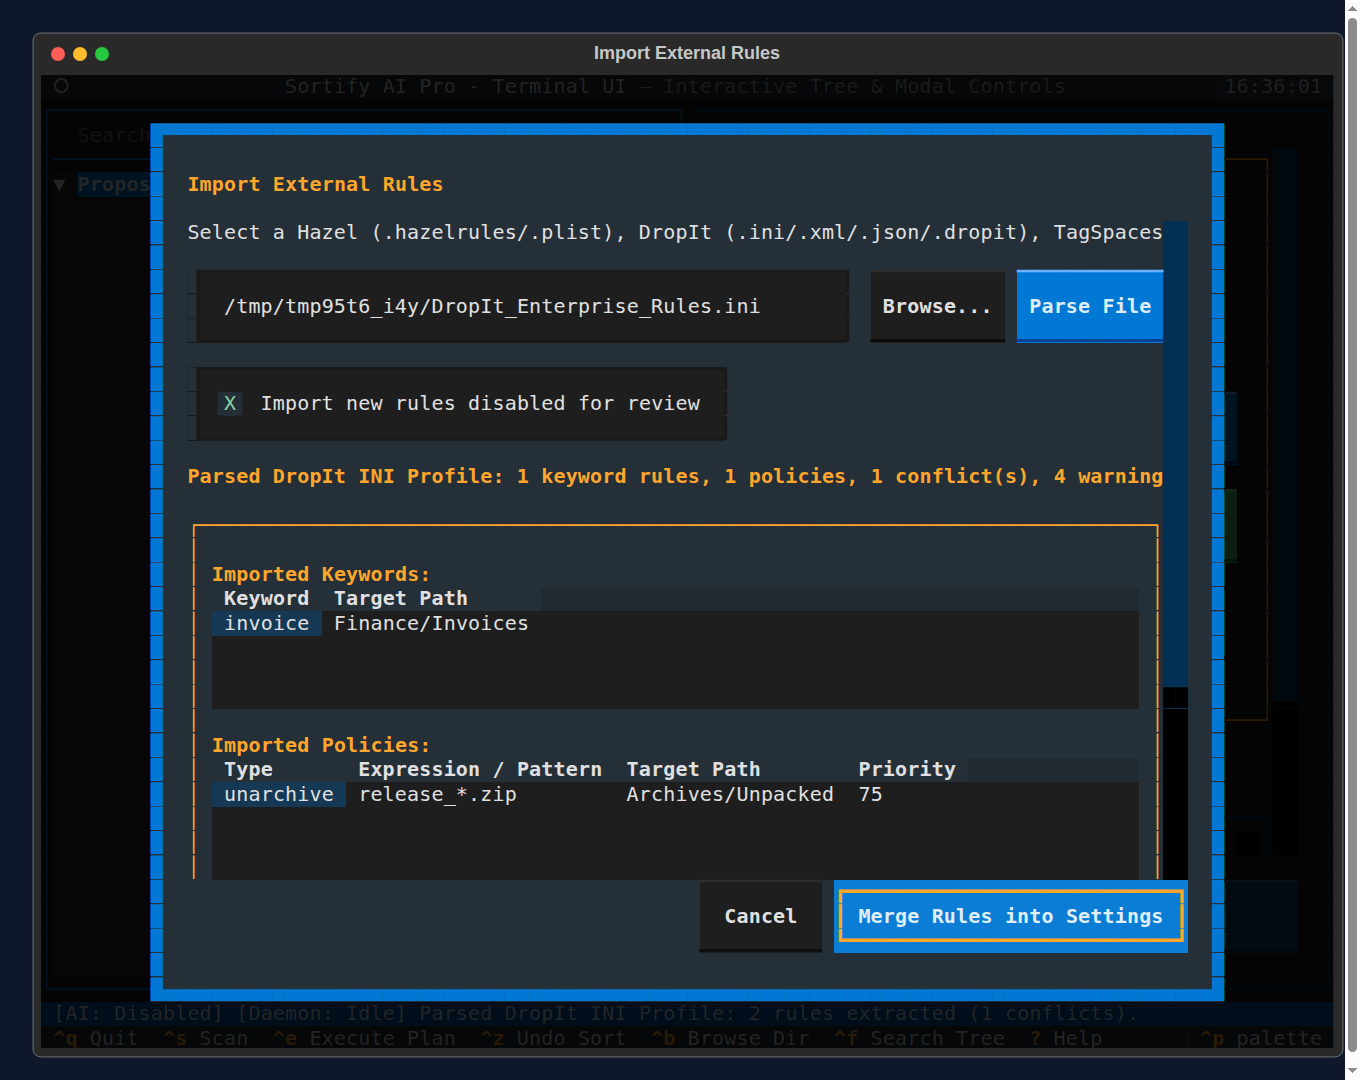 Import External Rules
Sortify AI Pro - Terminal UI — Interactive Tree & Modal Controls 16:36:01
Search
▼ Propos
Import External Rules
Select a Hazel (.hazelrules/.plist), DropIt (.ini/.xml/.json/.dropit), TagSpaces
/tmp/tmp95t6_i4y/DropIt_Enterprise_Rules.ini Browse... Parse File
X Import new rules disabled for review
Parsed DropIt INI Profile: 1 keyword rules, 1 policies, 1 conflict(s), 4 warning
Imported Keywords:
Keyword Target Path
invoice Finance/Invoices
Imported Policies:
Type Expression / Pattern Target Path Priority
unarchive release_*.zip Archives/Unpacked 75
Cancel Merge Rules into Settings
[AI: Disabled] [Daemon: Idle] Parsed DropIt INI Profile: 2 rules extracted (1 conflicts).
^q Quit ^s Scan ^e Execute Plan ^z Undo Sort ^b Browse Dir ^f Search Tree ? Help ^p palette